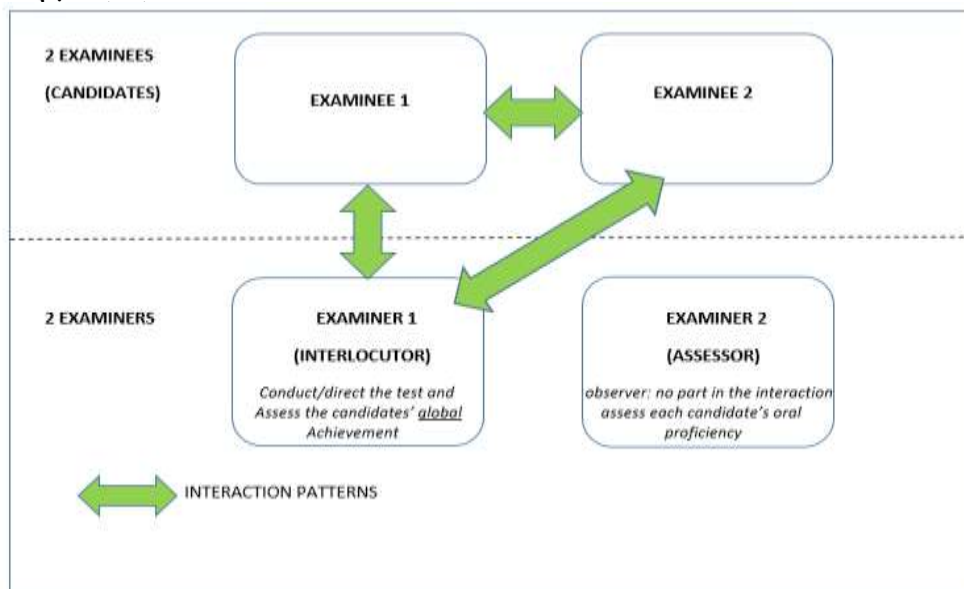 2 EXAMINEES
(CANDIDATES)
EXAMINEE 1
EXAMINEE 2
2 EXAMINERS
EXAMINER 1
(INTERLOCUTOR)
Conduct/direct the test and
Assess the candidates' global
Achievement
EXAMINER 2
(ASSESSOR)
observer: no part in the interaction
assess each candidate's oral
proficiency
INTERACTION PATTERNS